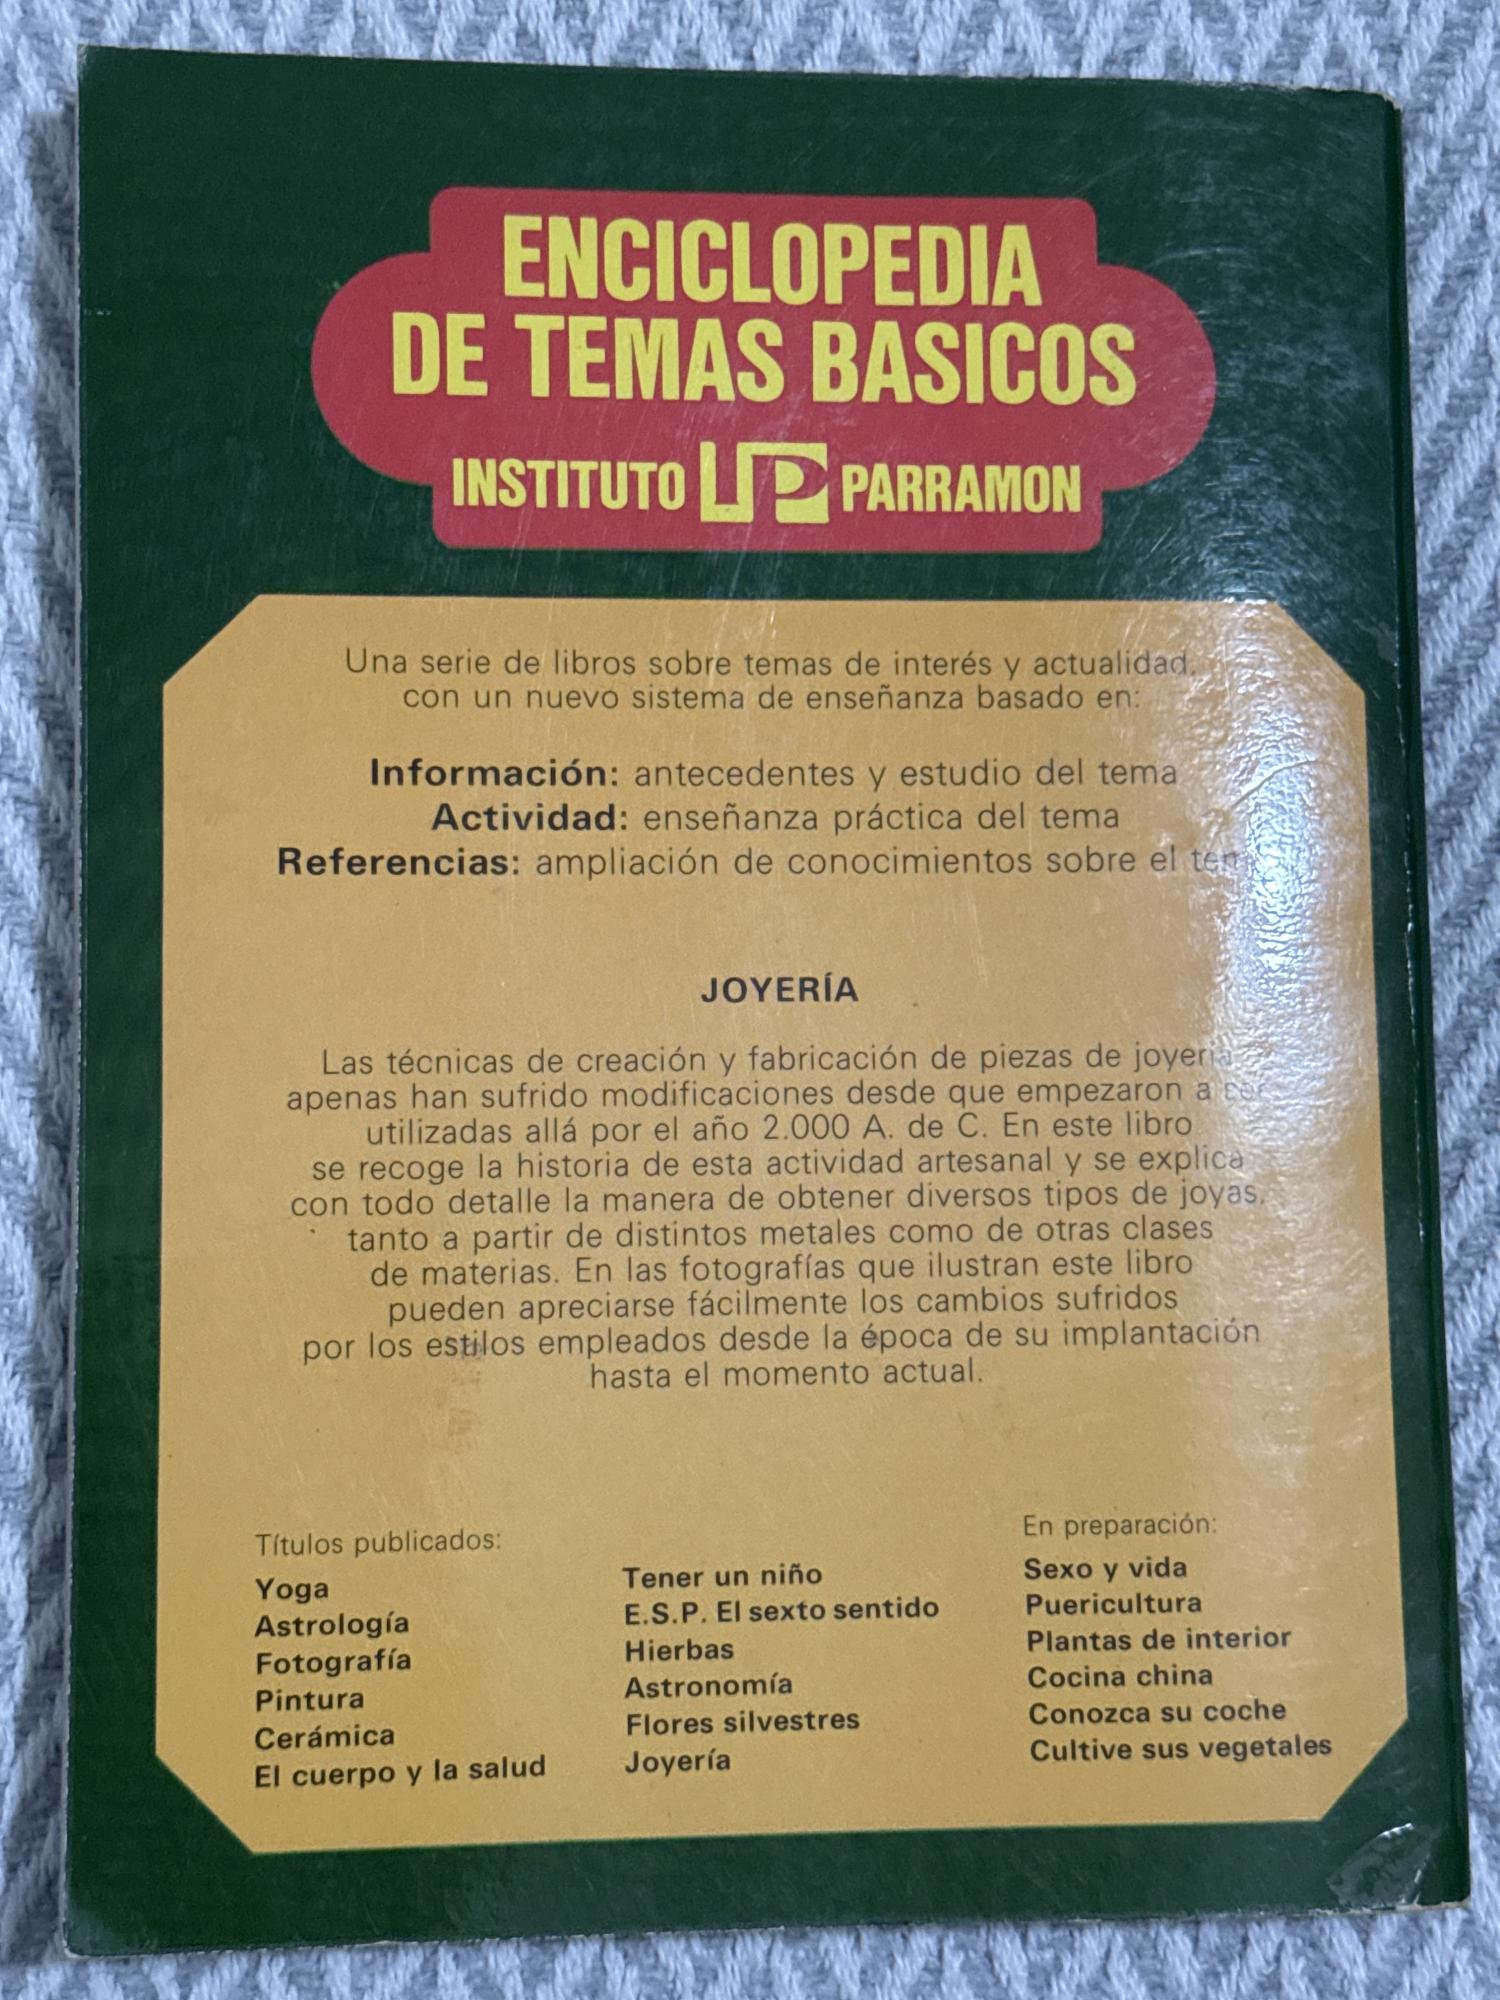 ENCICLOPEDIA
DE TEMAS BASICOS
INSTITUTO PARRAMON
Una serie de libros sobre temas de interés y actualidad,
con un nuevo sistema de enseñanza basado en:
Información: antecedentes y estudio del tema
Actividad: enseñanza práctica del tema
Referencias: ampliación de conocimientos sobre el tema
JOYERÍA
Las técnicas de creación y fabricación de piezas de joyería
apenas han sufrido modificaciones desde que empezaron a ser
utilizadas allá por el año 2.000 A. de C. En este libro
se recoge la historia de esta actividad artesanal y se explica
con todo detalle la manera de obtener diversos tipos de joyas,
tanto a partir de distintos metales como de otras clases
de materias. En las fotografías que ilustran este libro
pueden apreciarse fácilmente los cambios sufridos
por los estilos empleados desde la época de su implantación
hasta el momento actual.
Títulos publicados:
Yoga
Astrología
Fotografía
Pintura
Cerámica
El cuerpo y la salud
Tener un niño
E.S.P. El sexto sentido
Hierbas
Astronomía
Flores silvestres
Joyería
En preparación:
Sexo y vida
Puericultura
Plantas de interior
Cocina china
Conozca su coche
Cultive sus vegetales